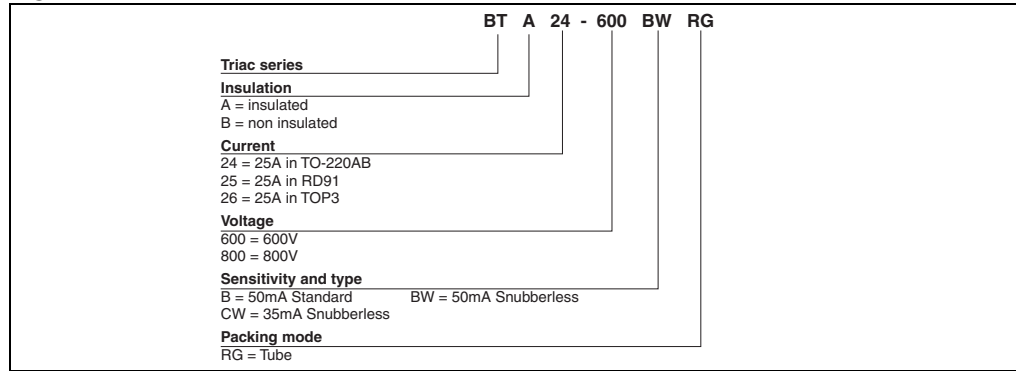 BT A 24 - 600 BW RG
Triac series
Insulation
A = insulated
B = non insulated
Current
24 = 25A in TO-220AB
25 = 25A in RD91
26 = 25A in TOP3
Voltage
600 = 600V
800 = 800V
Sensitivity and type
B = 50mA Standard BW = 50mA Snubberless
CW = 35mA Snubberless
Packing mode
RG = Tube